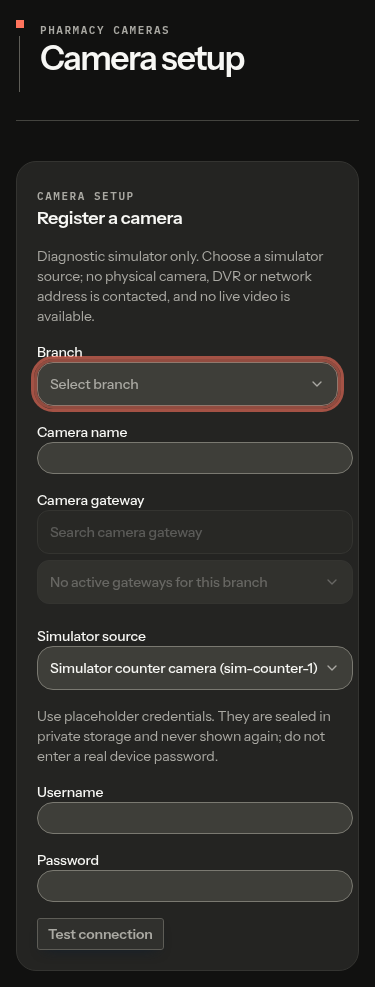 PHARMACY CAMERAS
Camera setup
CAMERA SETUP
Register a camera
Diagnostic simulator only. Choose a simulator
source; no physical camera, DVR or network
address is contacted, and no live video is
available.
Branch
Select branch
Camera name
Camera gateway
Search camera gateway
No active gateways for this branch
Simulator source
Simulator counter camera (sim-counter-1)
Use placeholder credentials. They are sealed in
private storage and never shown again; do not
enter a real device password.
Username
Password
Test connection